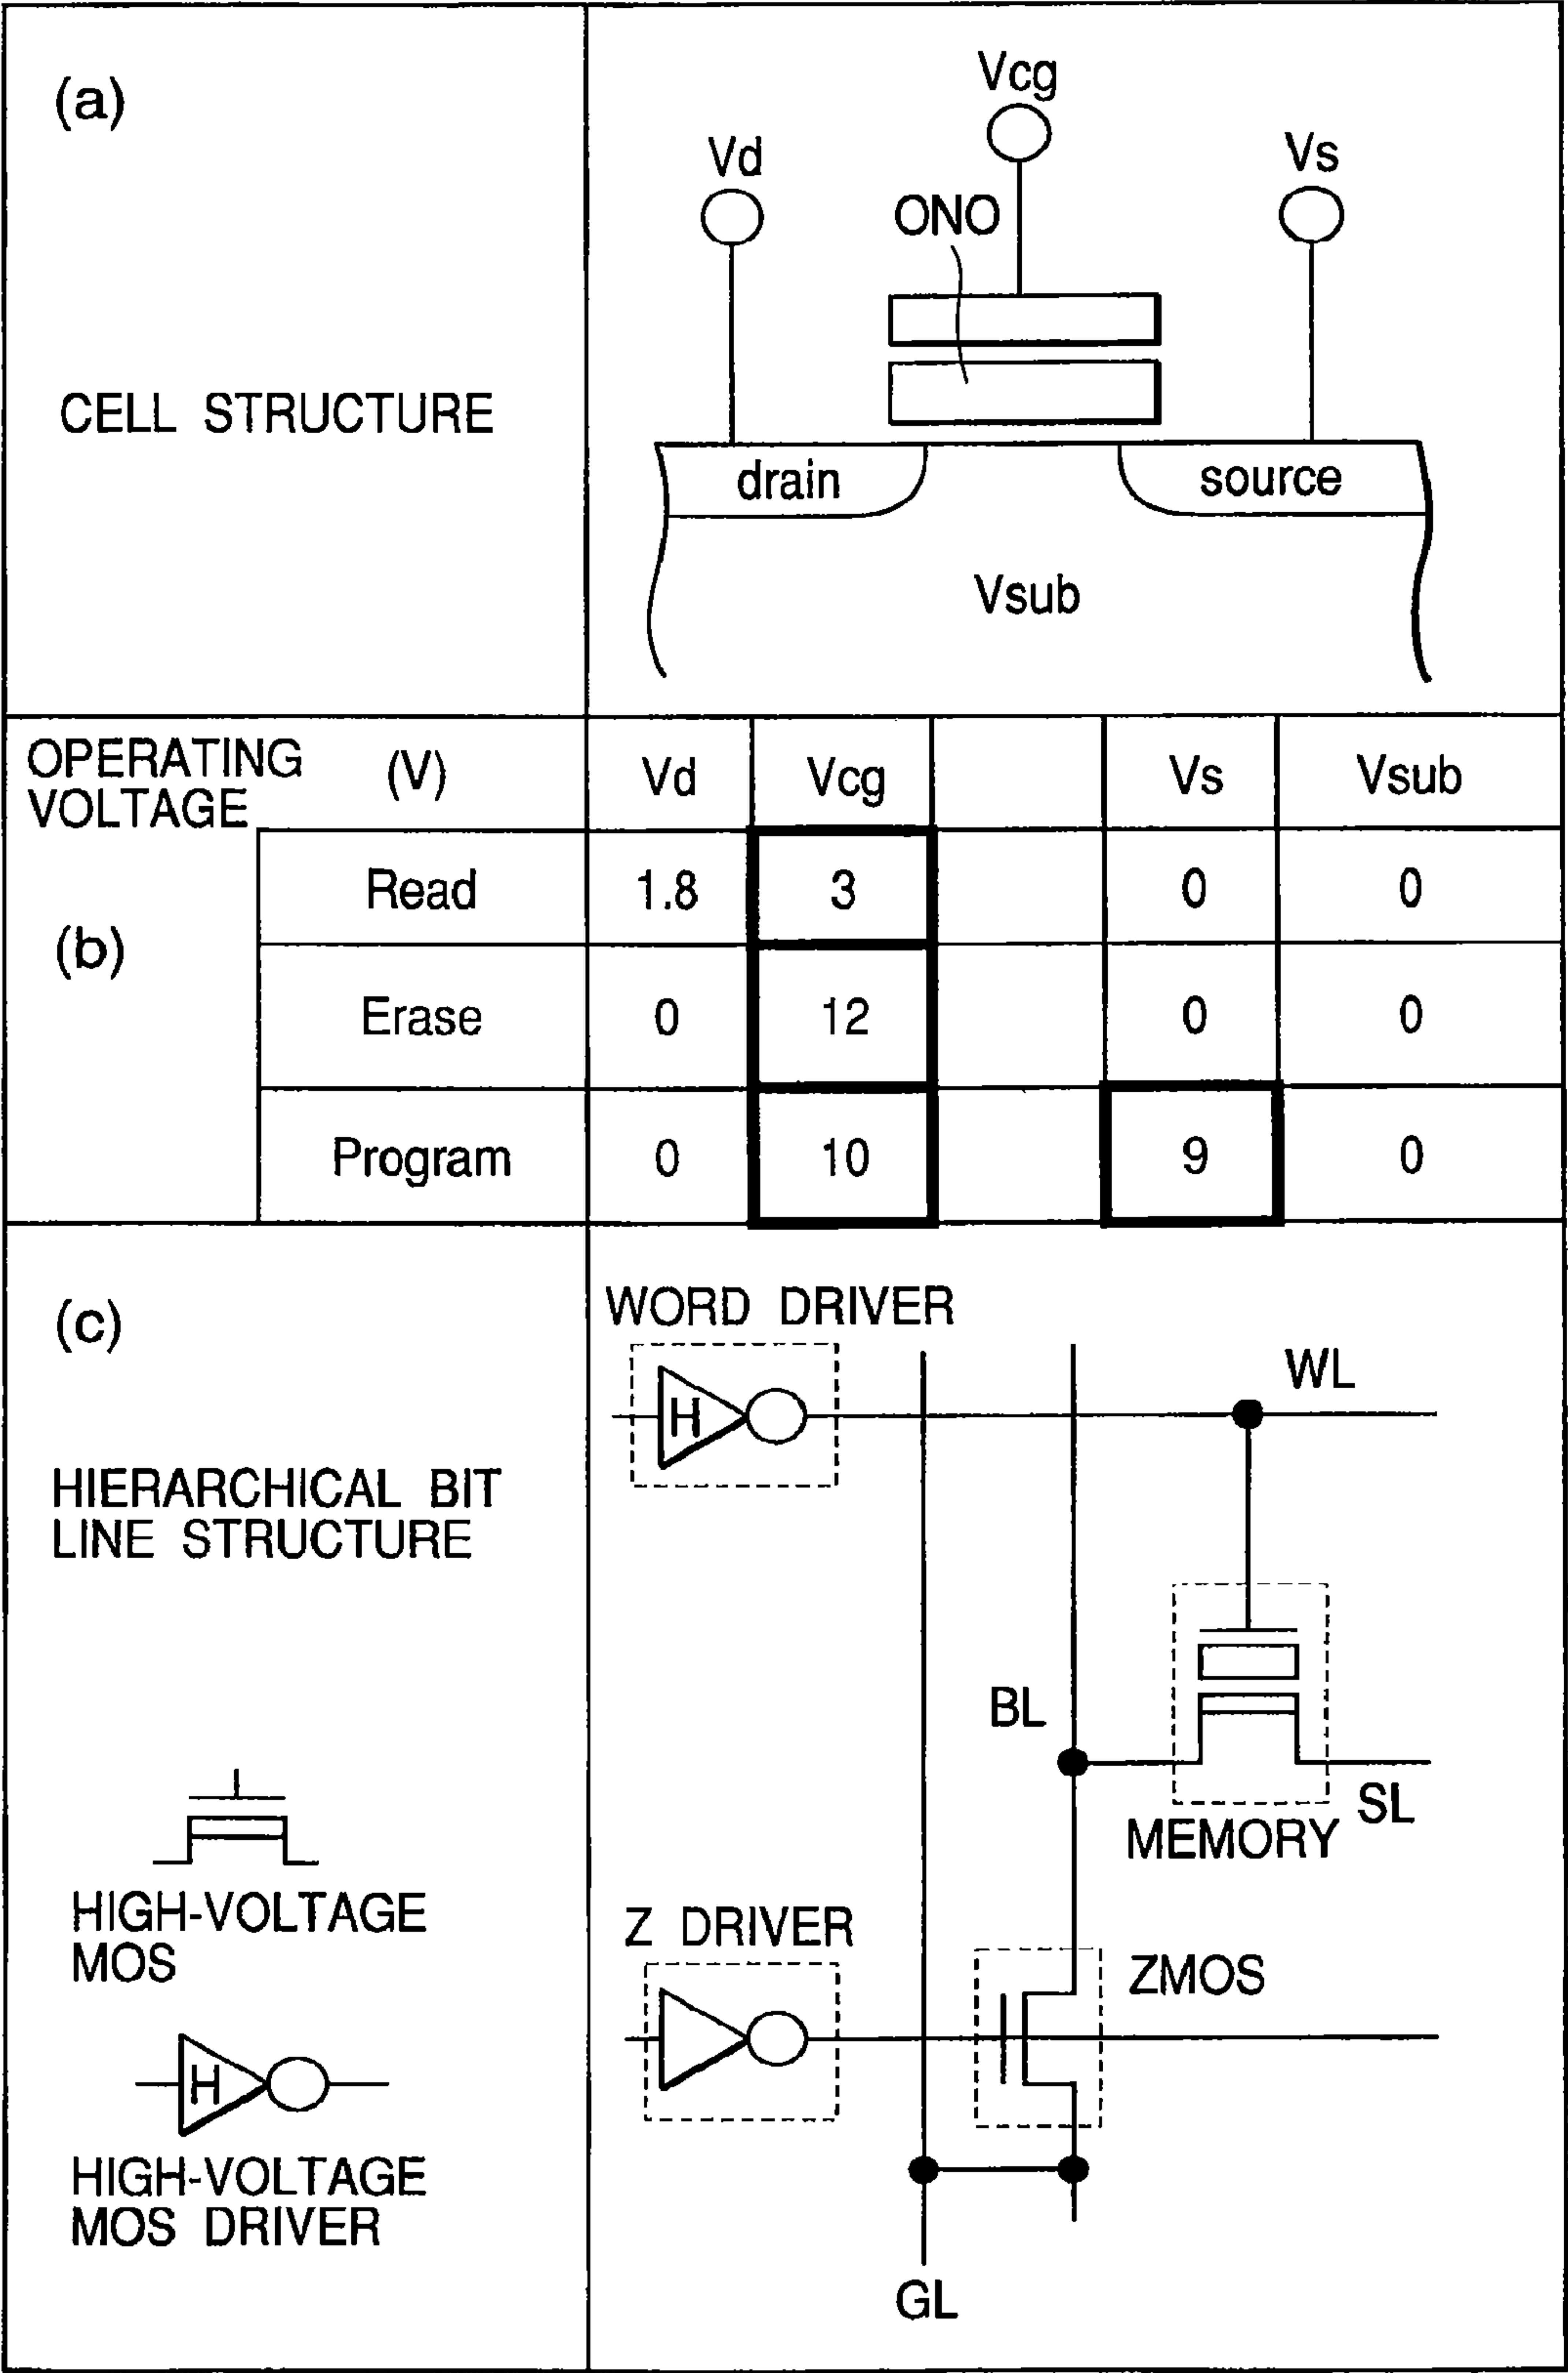 (a)
CELL STRUCTURE
Vcg
Vd
Vs
ONO
drain
source
Vsub
OPERATING
VOLTAGE
(V) Vd Vcg Vs Vsub
(b)
Read 1.8 3 0 0
Erase 0 12 0 0
Program 0 10 9 0
(c)
HIERARCHICAL BIT
LINE STRUCTURE
HIGH-VOLTAGE
MOS
H
HIGH-VOLTAGE
MOS DRIVER
WORD DRIVER
H
WL
BL
SL
MEMORY
Z DRIVER
ZMOS
GL